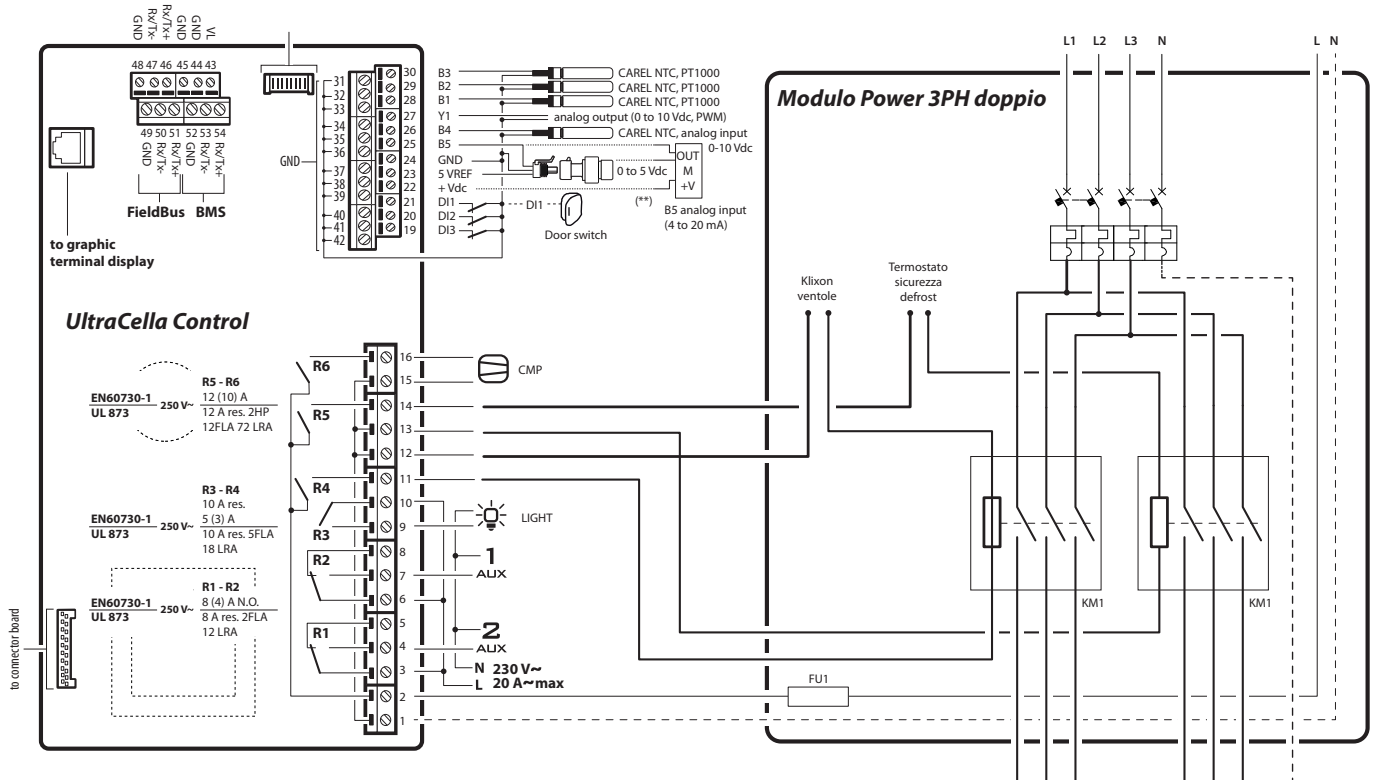 GND
Rx/Tx-
Rx/Tx+
GND
GND
VL
48 47 46 45 44 43
49 50 51 52 53 54
GND
Rx/Tx-
Rx/Tx+
GND
Rx/Tx-
Rx/Tx+
FieldBus BMS
to graphic
terminal display
UltraCella Control
GND
31
32
33
34
35
36
37
38
39
40
41
42
30
29
28
27
26
25
24
23
22
21
20
19
B3
B2
B1
Y1
B4
B5
GND
5 VREF
+ Vdc
DI1
DI2
DI3
CAREL NTC, PT1000
CAREL NTC, PT1000
CAREL NTC, PT1000
analog output (0 to 10 Vdc, PWM)
CAREL NTC, analog input
0-10 Vdc
OUT
M
+V
0 to 5 Vdc
(**)
B5 analog input
(4 to 20 mA)
DI1
Door switch
EN60730-1
UL 873
250 V~
R5 - R6
12 (10) A
12 A res. 2HP
12FLA 72 LRA
EN60730-1
UL 873
250 V~
R3 - R4
10 A res.
5 (3) A
10 A res. 5FLA
18 LRA
EN60730-1
UL 873
250 V~
R1 - R2
8 (4) A N.O.
8 A res. 2FLA
12 LRA
to connector board
R6
R5
R4
R3
R2
R1
16
15
14
13
12
11
10
9
8
7
6
5
4
3
2
1
CMP
LIGHT
1
AUX
2
AUX
N 230 V~
L 20 A~max
L1 L2 L3 N
L N
Modulo Power 3PH doppio
Klixon
ventole
Termostato
sicurezza
defrost
KM1
KM1
FU1